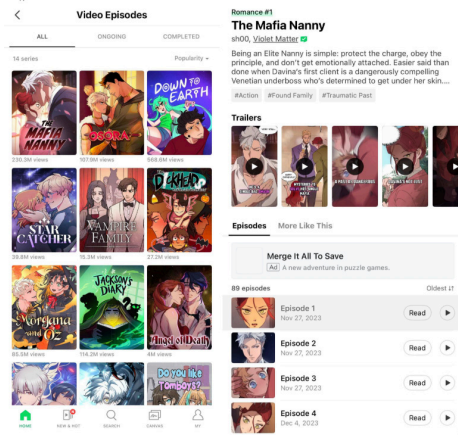 Video Episodes
ALL
ONGOING
COMPLETED
14 series
Popularity
THE MAFIA NANNY
OSORA
DOWN TO EARTH
230.3M views
107.9M views
568.6M views
STAR CATCHER
VAMPIRE FAMILY
28.8M views
15.3M views
27.2M views
Morgana and Oz
JACKSON'S DIARY
Angel of Death
85.5M views
114.2M views
4M views
Do you like TOMBOYS?
HOME
NEW & HOT
SEARCH
CANVAS
MY
Romance #1
The Mafia Nanny
sh00, Violet Matter
Being an Elite Nanny is simple: protect the charge, obey the
principle, and don't get emotionally attached. Easier said than
done when Davina's first client is a dangerously compelling
Venetian underboss who's determined to get under her skin....
#Action
#Found Family
#Traumatic Past
Trailers
Episodes
More Like This
Merge It All To Save
Ad A new adventure in puzzle games.
89 episodes
Oldest
Episode 1
Nov 27, 2023
Read
Episode 2
Nov 27, 2023
Read
Episode 3
Nov 27, 2023
Read
Episode 4
Dec 4, 2023
Read